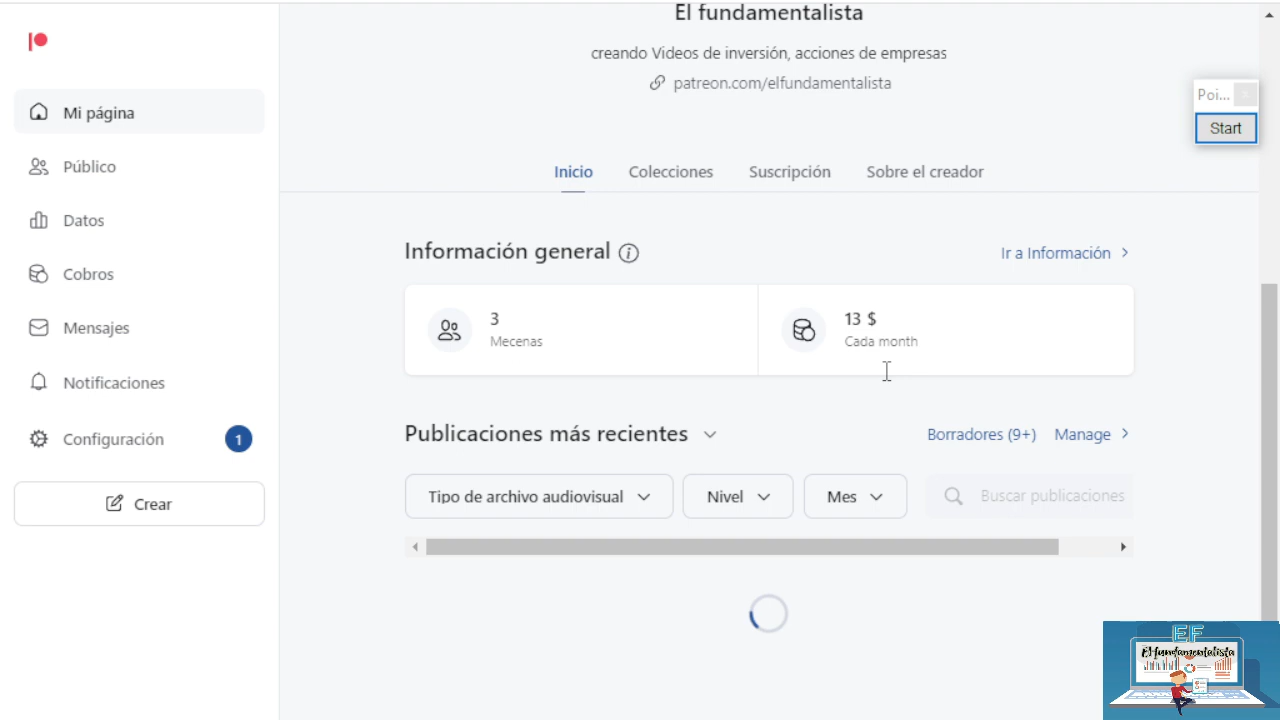 El fundamentalista
creando Videos de inversión, acciones de empresas
patreon.com/elfundamentalista
Poi...
Start
Mi página
Público
Datos
Cobros
Mensajes
Notificaciones
Configuración 1
Crear
Inicio Colecciones Suscripción Sobre el creador
Información general Ir a Información
3
Mecenas
13 $
Cada month
Publicaciones más recientes Borradores (9+) Manage
Tipo de archivo audiovisual Nivel Mes Buscar publicaciones
EF
El fundamentalista